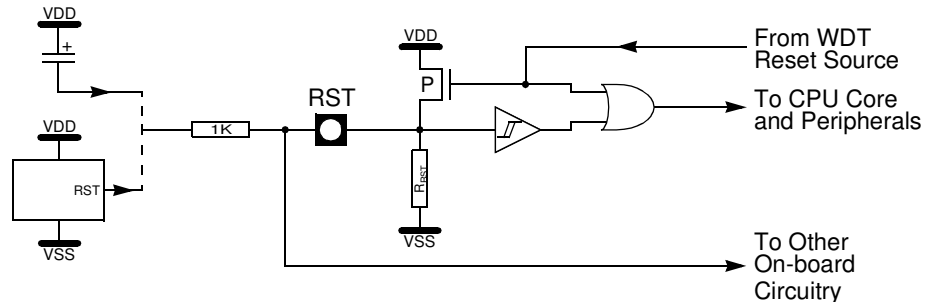 VDD
+
VDD
RST
VSS
1K
RST
VDD
P
RRST
VSS
From WDT
Reset Source
To CPU Core
and Peripherals
To Other
On-board
Circuitry